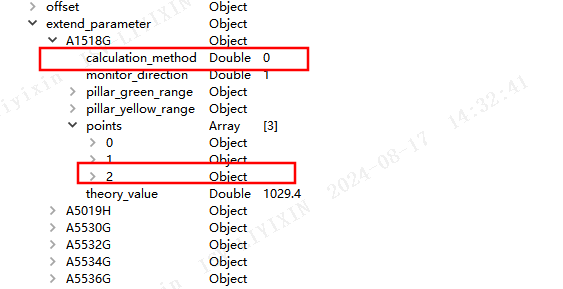 offset Object
extend_parameter Object
A1518G Object
calculation_method Double 0
monitor_direction Double 1
pillar_green_range Object
pillar_yellow_range Object
points Array [3]
0 Object
1 Object
2 Object
theory_value Double 1029.4
A5019H Object
A5530G Object
A5532G Object
A5534G Object
A5536G Object
LIYIXIN 2024-08-17 14:32:41